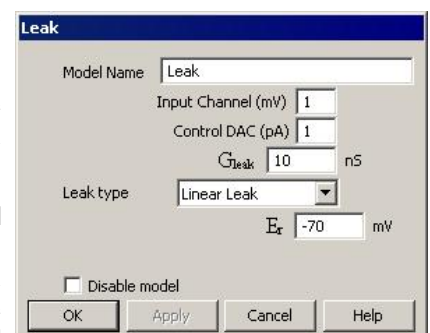 Leak
Model Name Leak
Input Channel (mV) 1
Control DAC (pA) 1
Gleak 10 nS
Leak type Linear Leak
Er -70 mV
Disable model
OK Apply Cancel Help